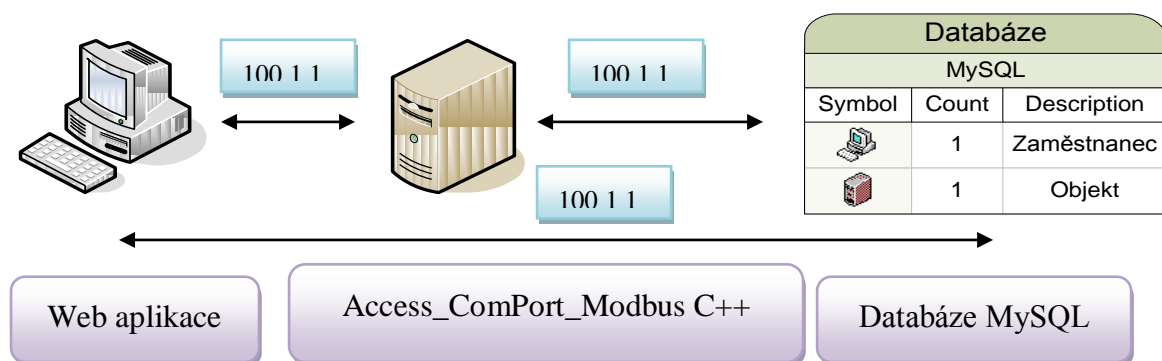 100 1 1
100 1 1
Databáze
MySQL
Symbol Count Description
1 Zaměstnanec
1 Objekt
100 1 1
Web aplikace
Access_ComPort_Modbus C++
Databáze MySQL